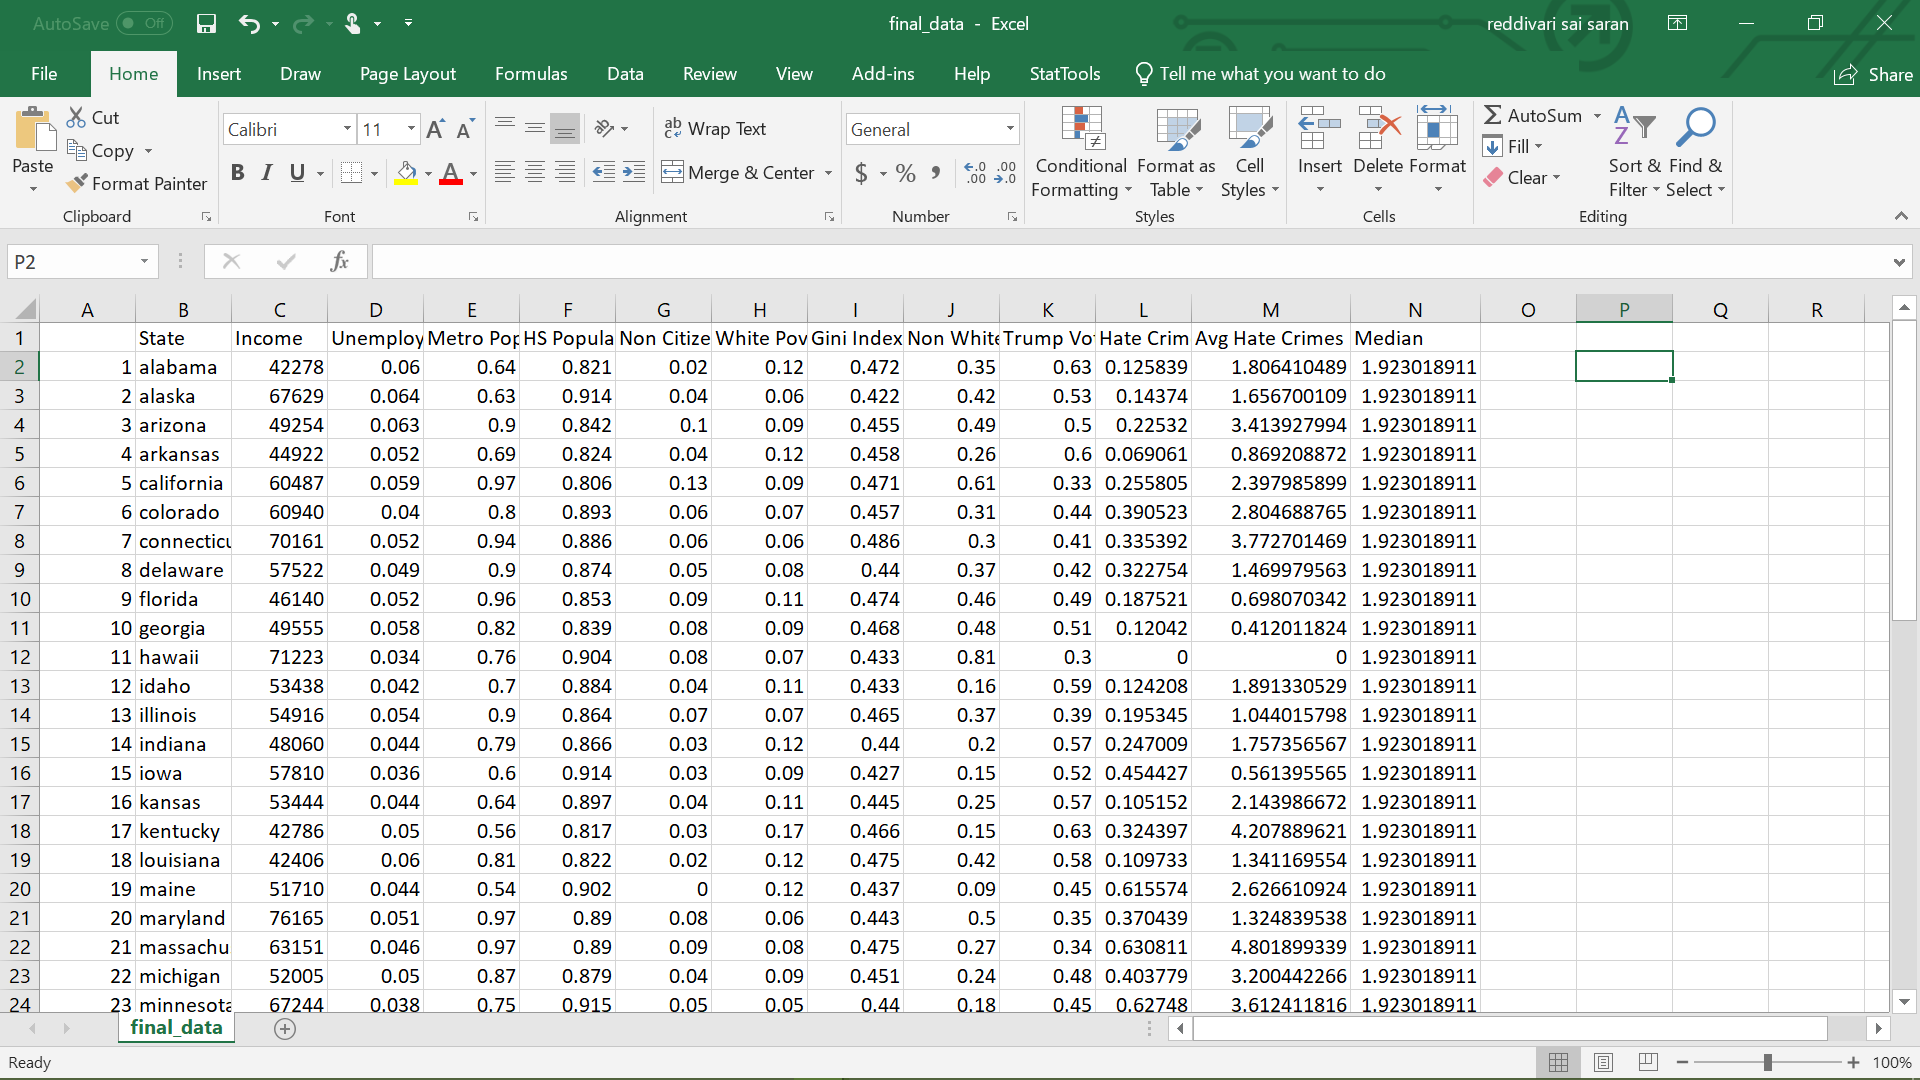 AutoSave Off final_data - Excel reddivari sai saran
File Home Insert Draw Page Layout Formulas Data Review View Add-ins Help StatTools Tell me what you want to do Share
Paste Cut Copy Format Painter Clipboard
Calibri 11 B I U Font
Wrap Text Merge & Center Alignment
General $ % , Number
Conditional Formatting Format as Table Cell Styles Styles
Insert Delete Format Cells
AutoSum Fill Clear Sort & Filter Find & Select Editing
P2 fx
A B C D E F G H I J K L M N O P Q R
1 State Income Unemploy Metro Pop HS Popula Non Citize White Pov Gini Index Non White Trump Vot Hate Crim Avg Hate Crimes Median
2 1 alabama 42278 0.06 0.64 0.821 0.02 0.12 0.472 0.35 0.63 0.125839 1.806410489 1.923018911
3 2 alaska 67629 0.064 0.63 0.914 0.04 0.06 0.422 0.42 0.53 0.14374 1.656700109 1.923018911
4 3 arizona 49254 0.063 0.9 0.842 0.1 0.09 0.455 0.49 0.5 0.22532 3.413927994 1.923018911
5 4 arkansas 44922 0.052 0.69 0.824 0.04 0.12 0.458 0.26 0.6 0.069061 0.869208872 1.923018911
6 5 california 60487 0.059 0.97 0.806 0.13 0.09 0.471 0.61 0.33 0.255805 2.397985899 1.923018911
7 6 colorado 60940 0.04 0.8 0.893 0.06 0.07 0.457 0.31 0.44 0.390523 2.804688765 1.923018911
8 7 connecticu 70161 0.052 0.94 0.886 0.06 0.06 0.486 0.3 0.41 0.335392 3.772701469 1.923018911
9 8 delaware 57522 0.049 0.9 0.874 0.05 0.08 0.44 0.37 0.42 0.322754 1.469979563 1.923018911
10 9 florida 46140 0.052 0.96 0.853 0.09 0.11 0.474 0.46 0.49 0.187521 0.698070342 1.923018911
11 10 georgia 49555 0.058 0.82 0.839 0.08 0.09 0.468 0.48 0.51 0.12042 0.412011824 1.923018911
12 11 hawaii 71223 0.034 0.76 0.904 0.08 0.07 0.433 0.81 0.3 0 0 1.923018911
13 12 idaho 53438 0.042 0.7 0.884 0.04 0.11 0.433 0.16 0.59 0.124208 1.891330529 1.923018911
14 13 illinois 54916 0.054 0.9 0.864 0.07 0.07 0.465 0.37 0.39 0.195345 1.044015798 1.923018911
15 14 indiana 48060 0.044 0.79 0.866 0.03 0.12 0.44 0.2 0.57 0.247009 1.757356567 1.923018911
16 15 iowa 57810 0.036 0.6 0.914 0.03 0.09 0.427 0.15 0.52 0.454427 0.561395565 1.923018911
17 16 kansas 53444 0.044 0.64 0.897 0.04 0.11 0.445 0.25 0.57 0.105152 2.143986672 1.923018911
18 17 kentucky 42786 0.05 0.56 0.817 0.03 0.17 0.466 0.15 0.63 0.324397 4.207889621 1.923018911
19 18 louisiana 42406 0.06 0.81 0.822 0.02 0.12 0.475 0.42 0.58 0.109733 1.341169554 1.923018911
20 19 maine 51710 0.044 0.54 0.902 0 0.12 0.437 0.09 0.45 0.615574 2.626610924 1.923018911
21 20 maryland 76165 0.051 0.97 0.89 0.08 0.06 0.443 0.5 0.35 0.370439 1.324839538 1.923018911
22 21 massachu 63151 0.046 0.97 0.89 0.09 0.08 0.475 0.27 0.34 0.630811 4.801899339 1.923018911
23 22 michigan 52005 0.05 0.87 0.879 0.04 0.09 0.451 0.24 0.48 0.403779 3.200442266 1.923018911
24 23 minnesota 67244 0.038 0.75 0.915 0.05 0.05 0.44 0.18 0.45 0.62748 3.612411816 1.923018911
final_data
Ready 100%